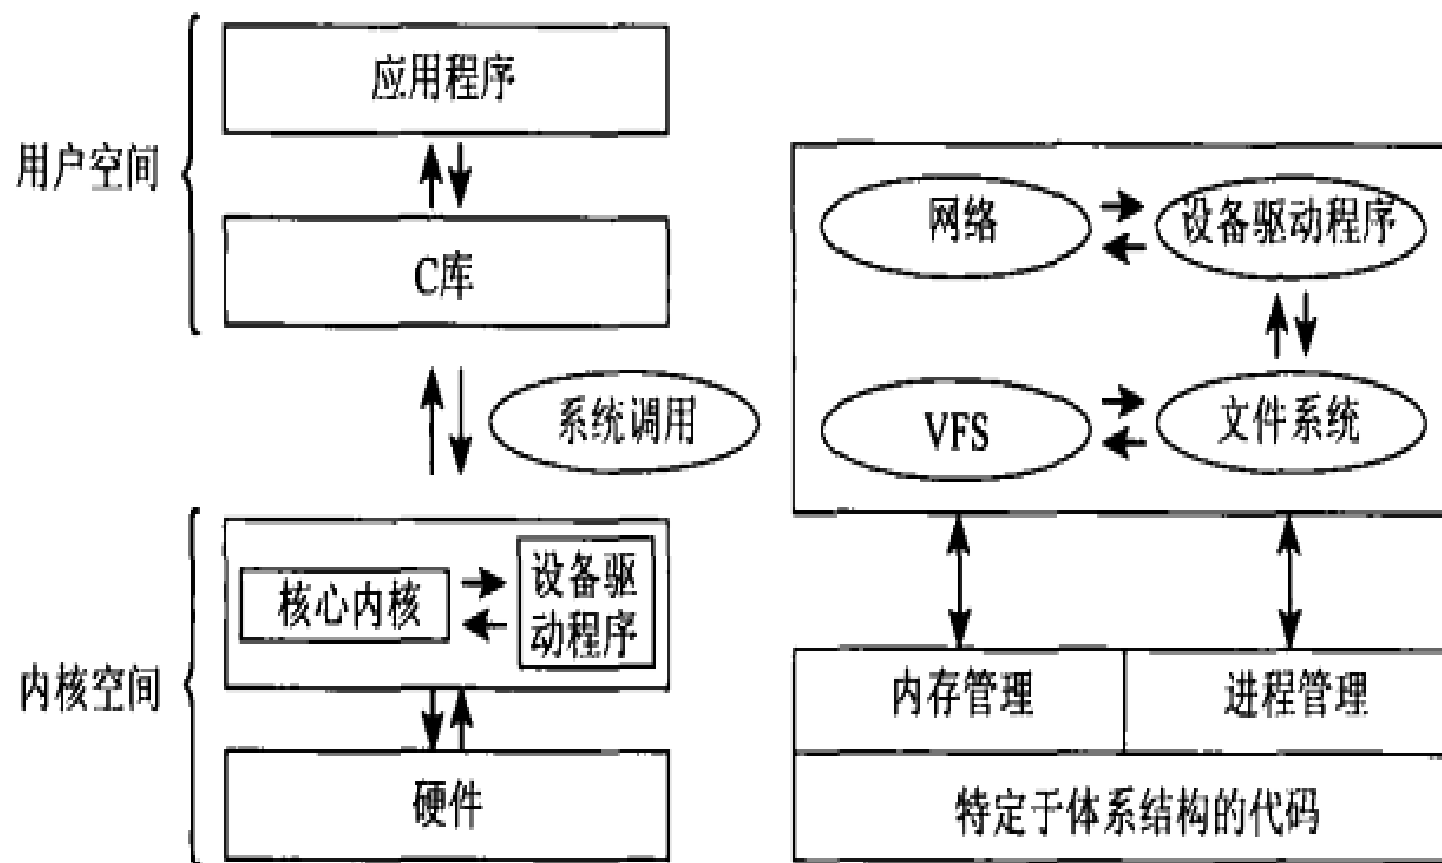 应用程序
用户空间
C库
系统调用
核心内核
设备驱
动程序
内核空间
硬件
网络
设备驱动程序
VFS
文件系统
内存管理
进程管理
特定于体系结构的代码